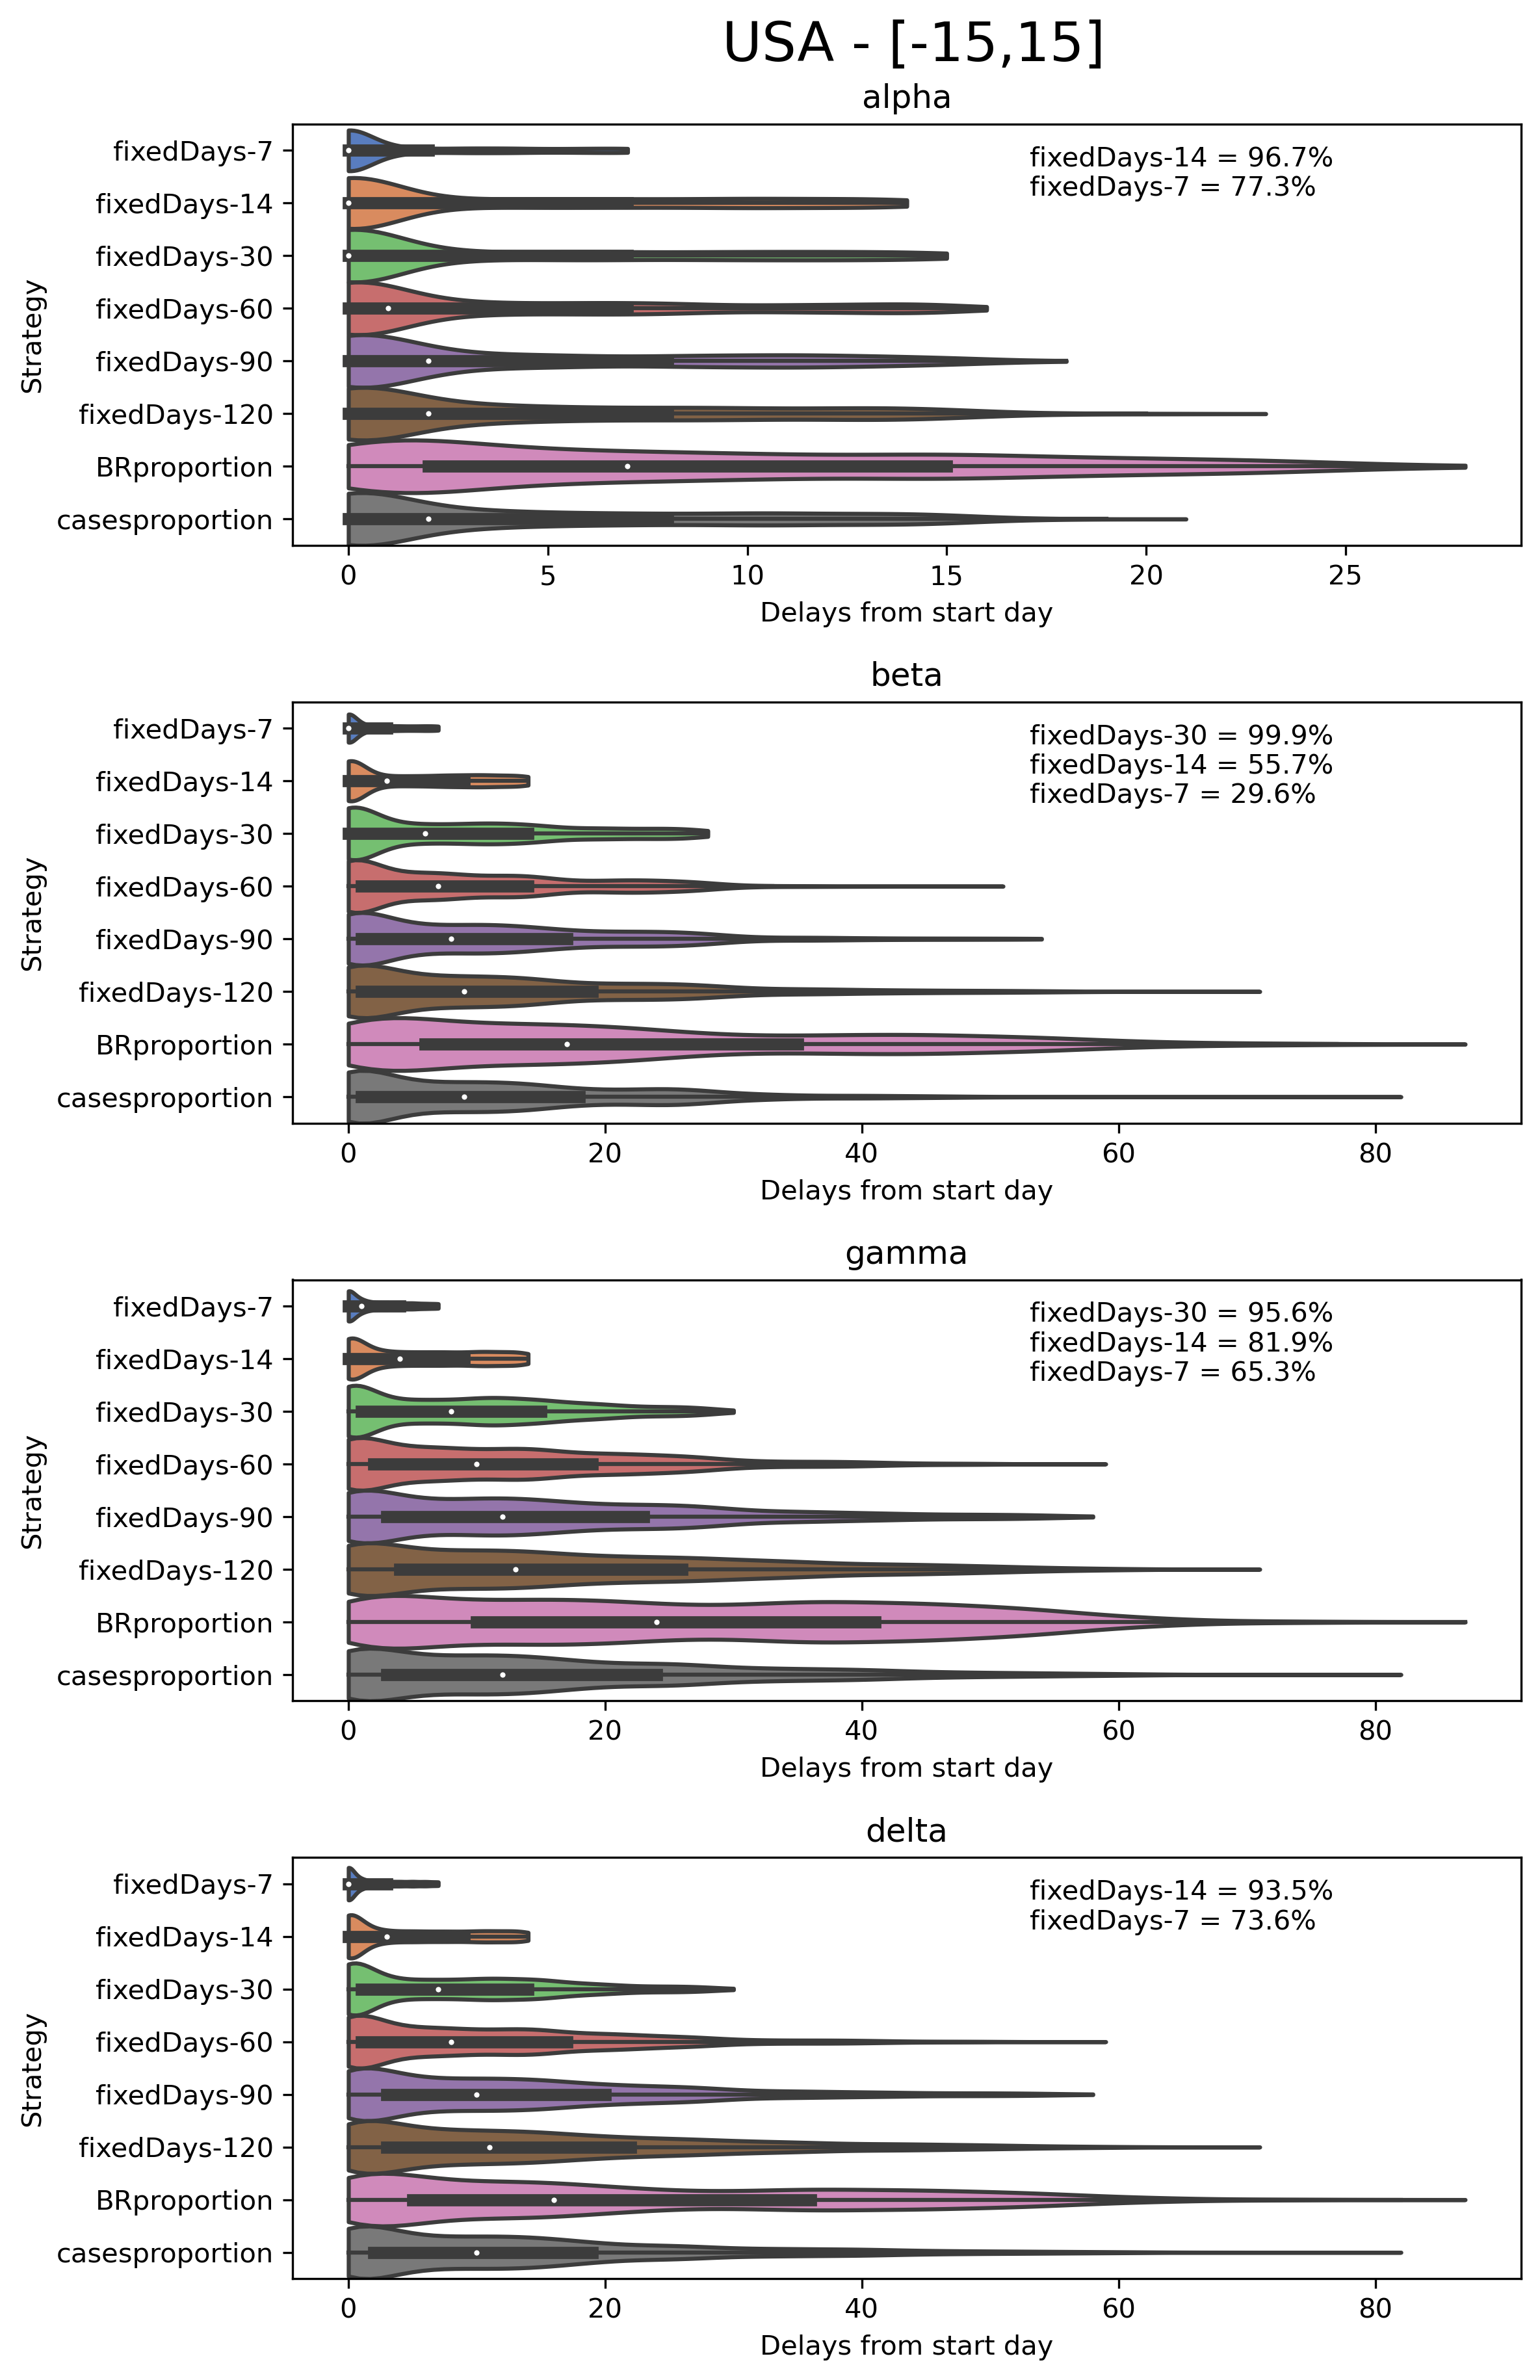 USA - [-15,15]
alpha
fixedDays-7
fixedDays-14
fixedDays-30
fixedDays-60
fixedDays-90
fixedDays-120
BRproportion
casesproportion
Strategy
fixedDays-14 = 96.7%
fixedDays-7 = 77.3%
0 5 10 15 20 25
Delays from start day
beta
fixedDays-7
fixedDays-14
fixedDays-30
fixedDays-60
fixedDays-90
fixedDays-120
BRproportion
casesproportion
Strategy
fixedDays-30 = 99.9%
fixedDays-14 = 55.7%
fixedDays-7 = 29.6%
0 20 40 60 80
Delays from start day
gamma
fixedDays-7
fixedDays-14
fixedDays-30
fixedDays-60
fixedDays-90
fixedDays-120
BRproportion
casesproportion
Strategy
fixedDays-30 = 95.6%
fixedDays-14 = 81.9%
fixedDays-7 = 65.3%
0 20 40 60 80
Delays from start day
delta
fixedDays-7
fixedDays-14
fixedDays-30
fixedDays-60
fixedDays-90
fixedDays-120
BRproportion
casesproportion
Strategy
fixedDays-14 = 93.5%
fixedDays-7 = 73.6%
0 20 40 60 80
Delays from start day